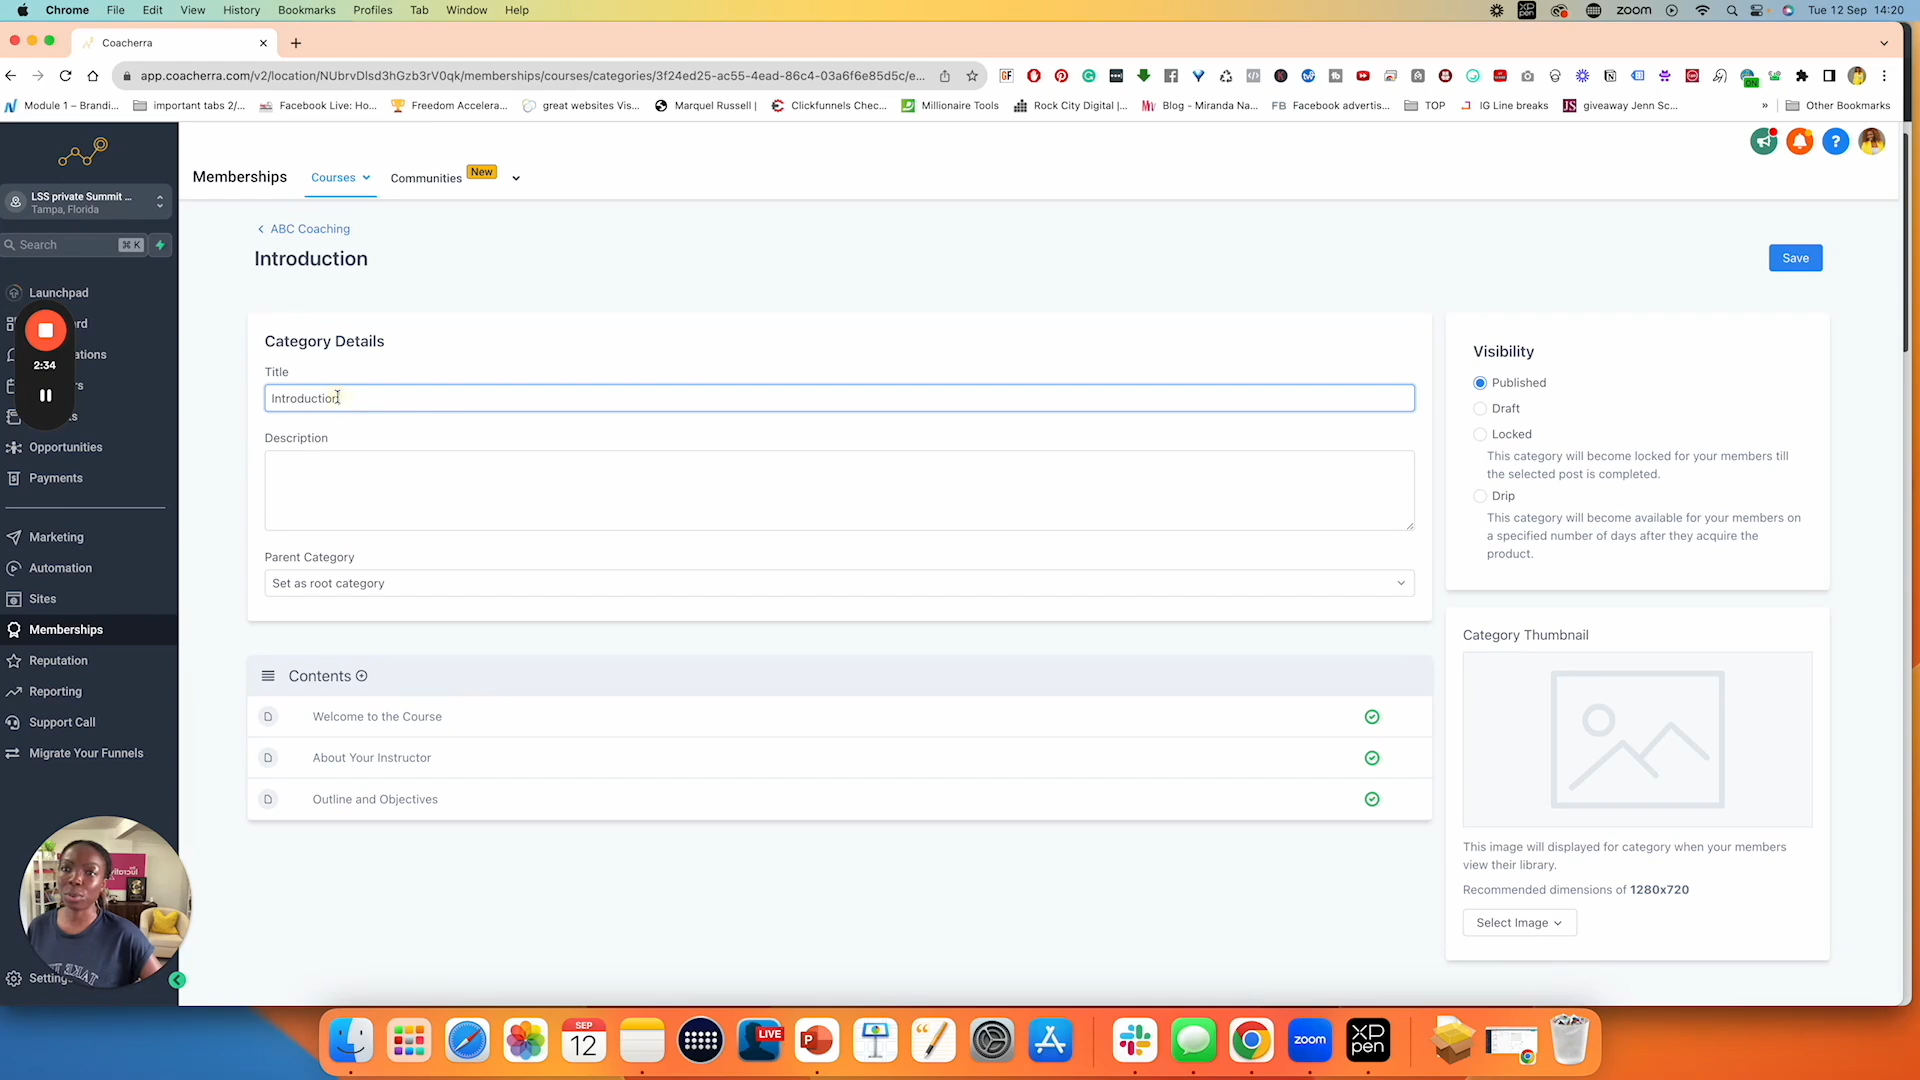 Chrome File Edit View History Bookmarks Profiles Tab Window Help
zoom Tue 12 Sep 14:20
Coacherra
app.coacherra.com/v2/location/NUbrvDlsd3hGzb3rV0qk/memberships/courses/categories/3f24ed25-ac55-4ead-86c4-03a6f6e85d5c/e...
Module 1 – Brandi... important tabs 2/... Facebook Live: Ho... Freedom Accelera... great websites Vis... Marquel Russell | Clickfunnels Chec... Millionaire Tools Rock City Digital |... Blog - Miranda Na... FB Facebook advertis... TOP IG Line breaks JS giveaway Jenn Sc... » Other Bookmarks
LSS private Summit ...
Tampa, Florida
Search ⌘ K
Launchpad
rd
ations
rs
ts
2:34
Opportunities
Payments
Marketing
Automation
Sites
Memberships
Reputation
Reporting
Support Call
Migrate Your Funnels
Setting
Memberships Courses Communities New
ABC Coaching
Introduction
Save
Category Details
Title
Introduction
Description
Parent Category
Set as root category
Contents
Welcome to the Course
About Your Instructor
Outline and Objectives
Visibility
Published
Draft
Locked
This category will become locked for your members till
the selected post is completed.
Drip
This category will become available for your members on
a specified number of days after they acquire the
product.
Category Thumbnail
This image will displayed for category when your members
view their library.
Recommended dimensions of 1280x720
Select Image
SEP
12
LIVE
P
zoom
XP
pen